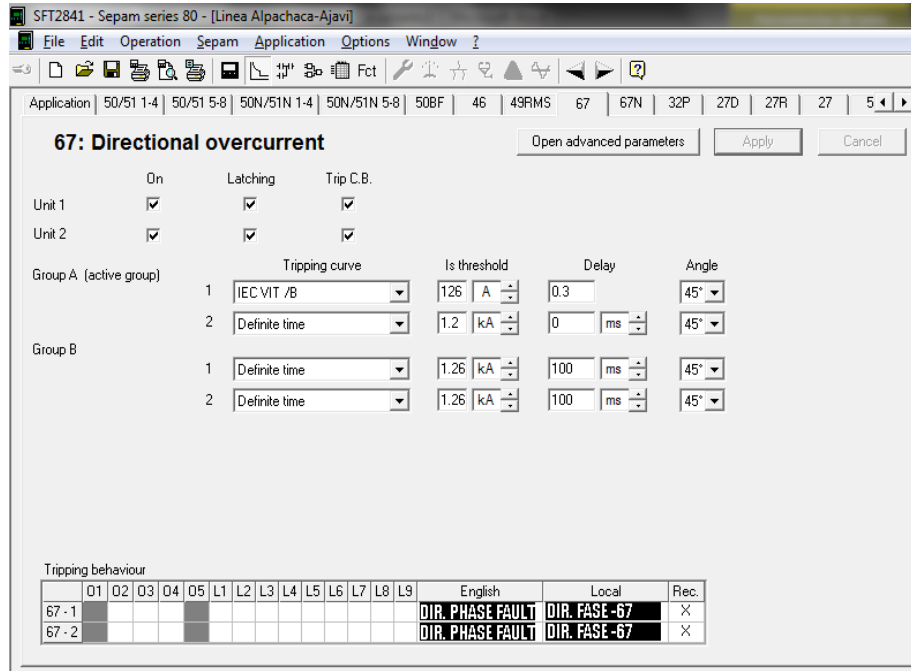 SFT2841 - Sepam series 80 - [Linea Alpachaca-Ajavi]
File Edit Operation Sepam Application Options Window ?
Fct
Application 50/51 1-4 50/51 5-8 50N/51N 1-4 50N/51N 5-8 50BF 46 49RMS 67 67N 32P 27D 27R 27 5
67: Directional overcurrent Open advanced parameters Apply Cancel
On Latching Trip C.B.
Unit 1
Unit 2
Tripping curve Is threshold Delay Angle
Group A (active group)
1 IEC VIT /B 126 A 0.3 45°
2 Definite time 1.2 kA 0 ms 45°
Group B
1 Definite time 1.26 kA 100 ms 45°
2 Definite time 1.26 kA 100 ms 45°
Tripping behaviour
O1 O2 O3 O4 O5 L1 L2 L3 L4 L5 L6 L7 L8 L9 English Local Rec.
67 - 1 DIR. PHASE FAULT DIR. FASE -67 X
67 - 2 DIR. PHASE FAULT DIR. FASE -67 X